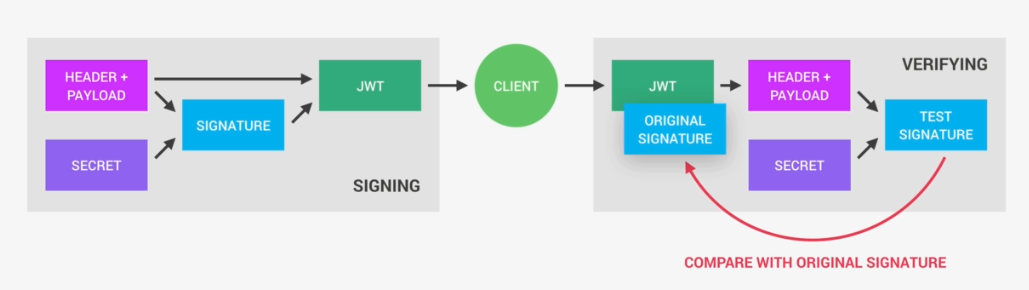 HEADER +
PAYLOAD
SIGNATURE
SECRET
JWT
SIGNING
CLIENT
JWT
ORIGINAL
SIGNATURE
HEADER +
PAYLOAD
SECRET
VERIFYING
TEST
SIGNATURE
COMPARE WITH ORIGINAL SIGNATURE